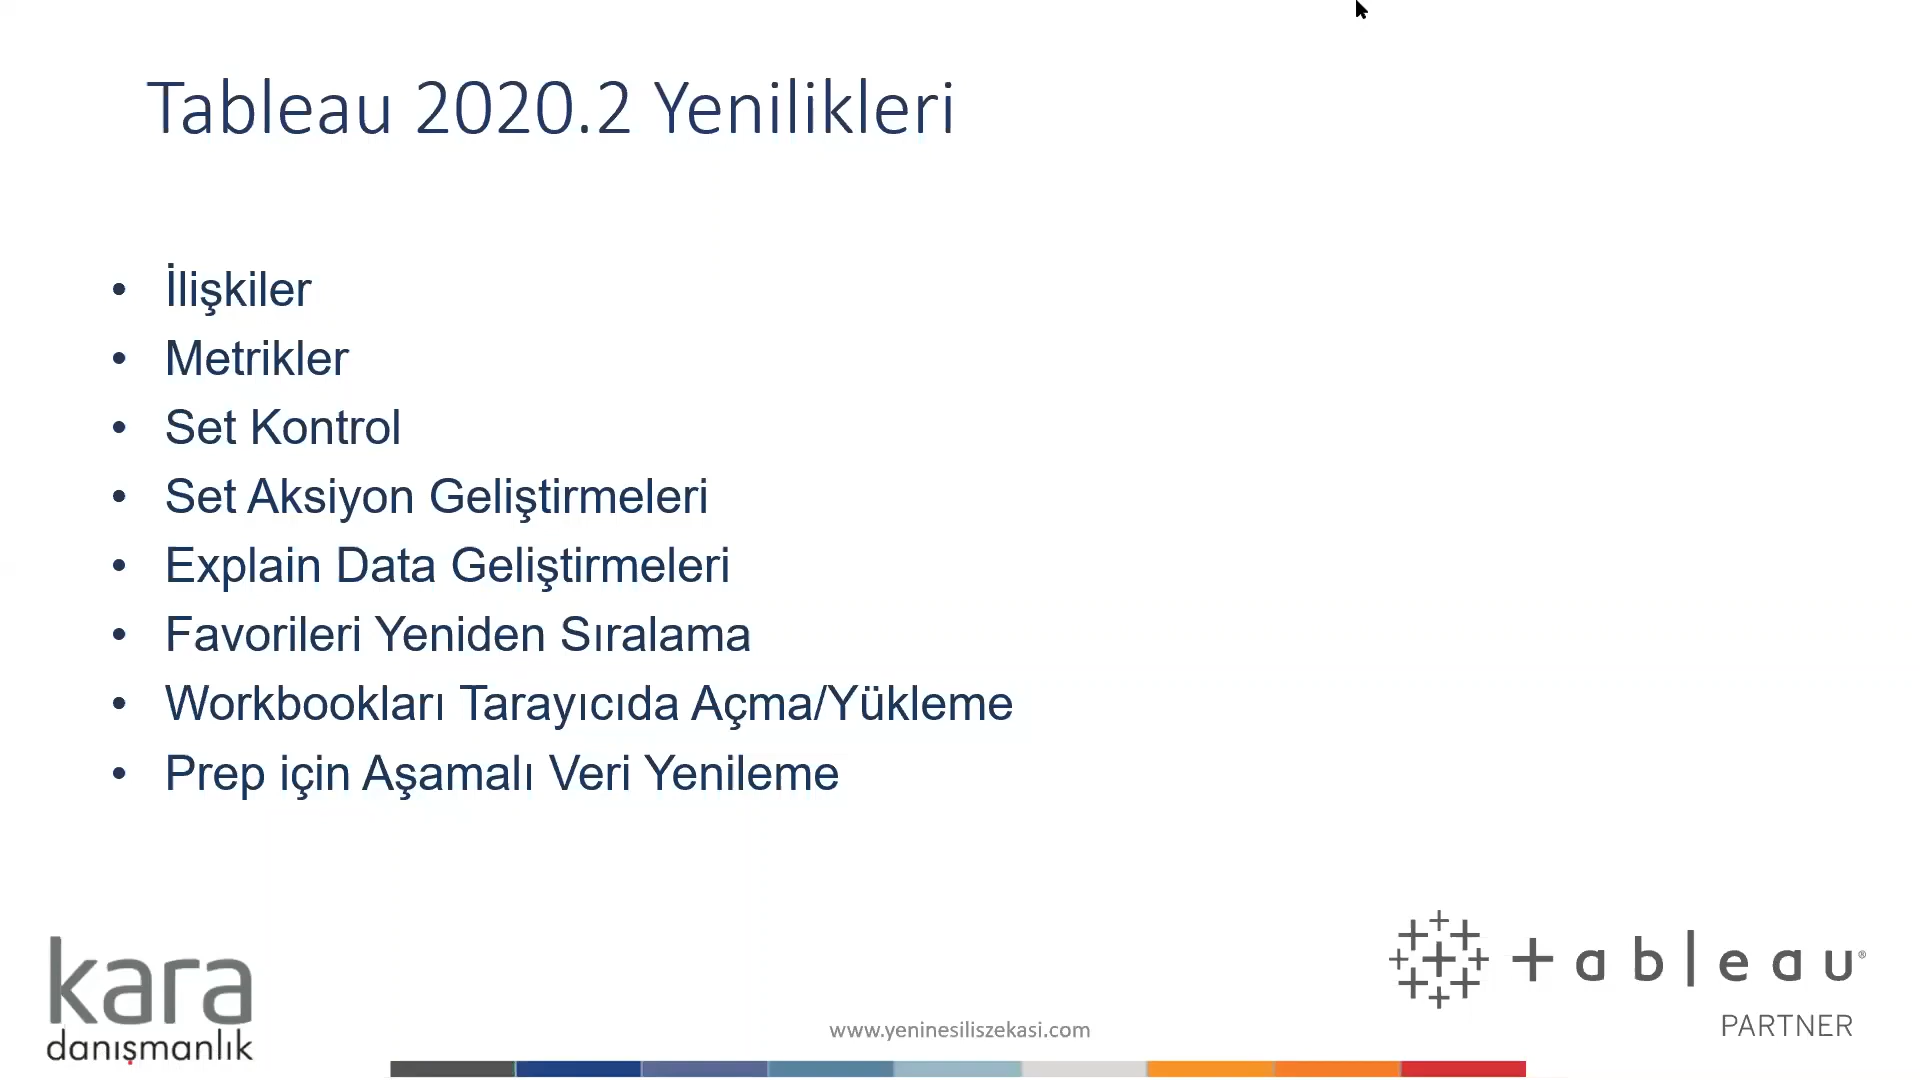 Tableau 2020.2 Yenilikleri
• İlişkiler
• Metrikler
• Set Kontrol
• Set Aksiyon Geliştirmeleri
• Explain Data Geliştirmeleri
• Favorileri Yeniden Sıralama
• Workbookları Tarayıcıda Açma/Yükleme
• Prep için Aşamalı Veri Yenileme
kara
danışmanlık
www.yeninesiliszekasi.com
+ableau®
PARTNER